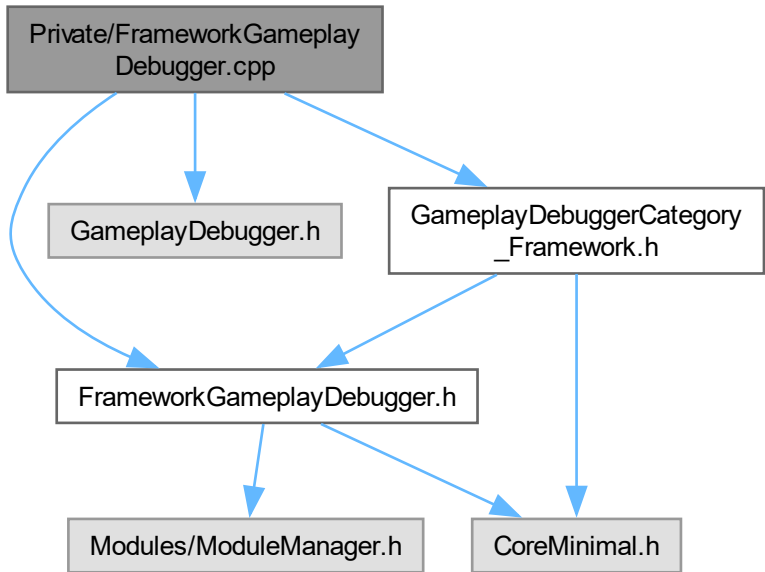 Private/FrameworkGameplay
Debugger.cpp
GameplayDebugger.h
GameplayDebuggerCategory
_Framework.h
FrameworkGameplayDebugger.h
Modules/ModuleManager.h
CoreMinimal.h